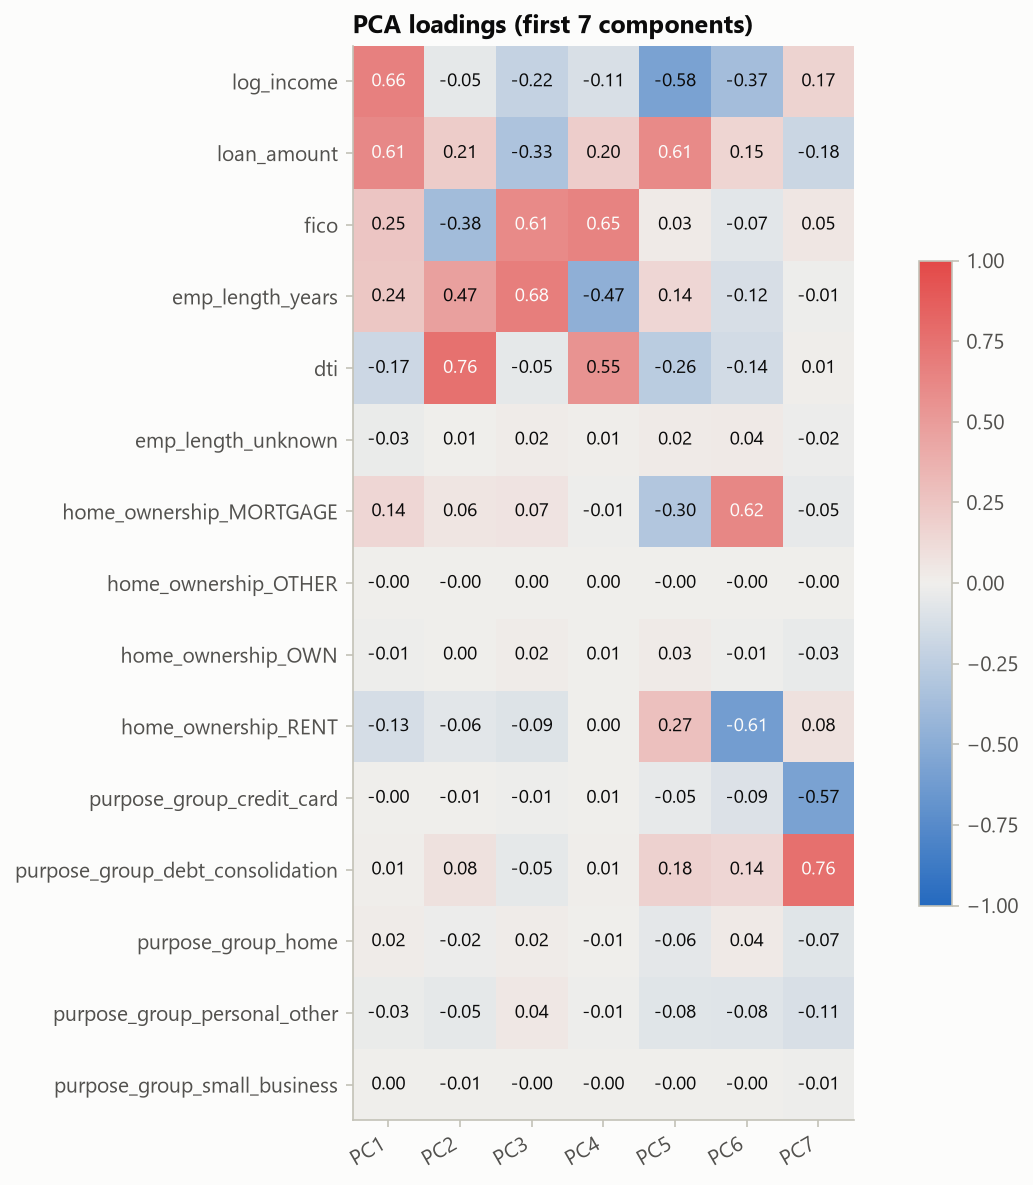 PCA loadings (first 7 components)
log_income 0.66 -0.05 -0.22 -0.11 -0.58 -0.37 0.17
loan_amount 0.61 0.21 -0.33 0.20 0.61 0.15 -0.18
fico 0.25 -0.38 0.61 0.65 0.03 -0.07 0.05
emp_length_years 0.24 0.47 0.68 -0.47 0.14 -0.12 -0.01
dti -0.17 0.76 -0.05 0.55 -0.26 -0.14 0.01
emp_length_unknown -0.03 0.01 0.02 0.01 0.02 0.04 -0.02
home_ownership_MORTGAGE 0.14 0.06 0.07 -0.01 -0.30 0.62 -0.05
home_ownership_OTHER -0.00 -0.00 0.00 0.00 -0.00 -0.00 -0.00
home_ownership_OWN -0.01 0.00 0.02 0.01 0.03 -0.01 -0.03
home_ownership_RENT -0.13 -0.06 -0.09 0.00 0.27 -0.61 0.08
purpose_group_credit_card -0.00 -0.01 -0.01 0.01 -0.05 -0.09 -0.57
purpose_group_debt_consolidation 0.01 0.08 -0.05 0.01 0.18 0.14 0.76
purpose_group_home 0.02 -0.02 0.02 -0.01 -0.06 0.04 -0.07
purpose_group_personal_other -0.03 -0.05 0.04 -0.01 -0.08 -0.08 -0.11
purpose_group_small_business 0.00 -0.01 -0.00 -0.00 -0.00 -0.00 -0.01
PC1 PC2 PC3 PC4 PC5 PC6 PC7
1.00
0.75
0.50
0.25
0.00
−0.25
−0.50
−0.75
−1.00